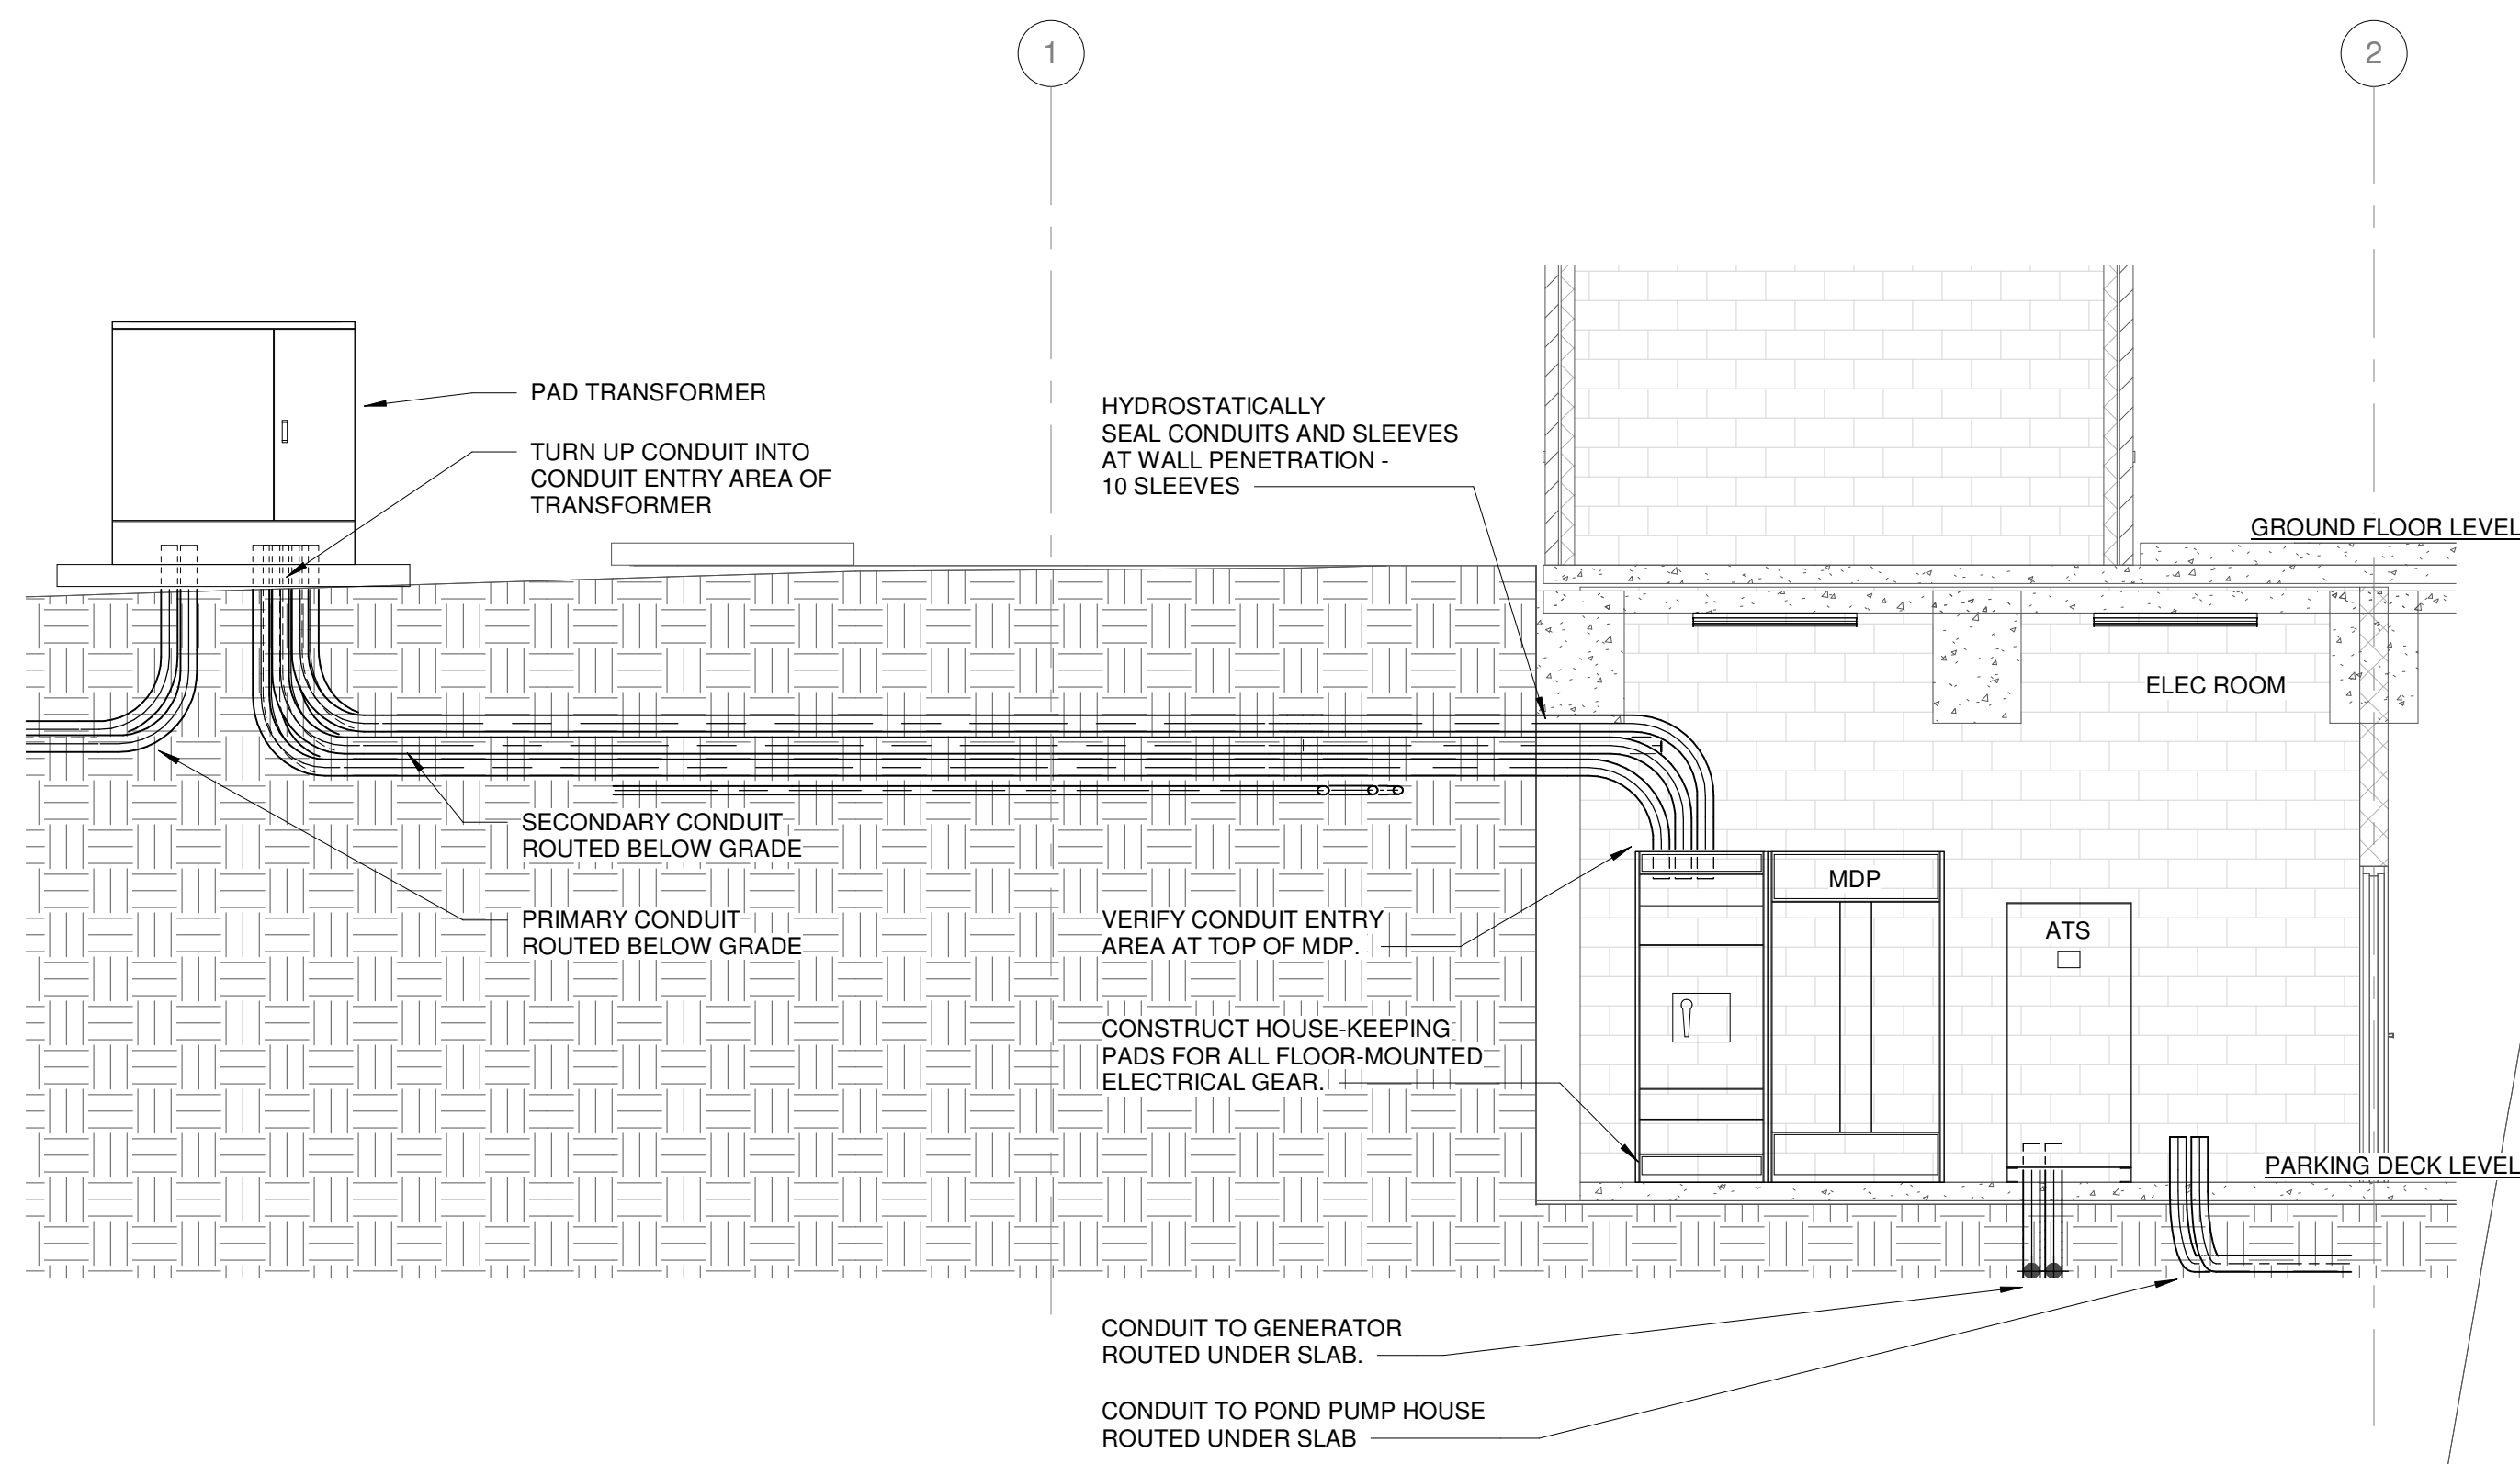 1
2
PAD TRANSFORMER
TURN UP CONDUIT INTO
CONDUIT ENTRY AREA OF
TRANSFORMER
HYDROSTATICALLY
SEAL CONDUITS AND SLEEVES
AT WALL PENETRATION -
10 SLEEVES
GROUND FLOOR LEVEL
ELEC ROOM
SECONDARY CONDUIT
ROUTED BELOW GRADE
PRIMARY CONDUIT
ROUTED BELOW GRADE
VERIFY CONDUIT ENTRY
AREA AT TOP OF MDP.
MDP
ATS
CONSTRUCT HOUSE-KEEPING
PADS FOR ALL FLOOR-MOUNTED
ELECTRICAL GEAR.
PARKING DECK LEVEL
CONDUIT TO GENERATOR
ROUTED UNDER SLAB.
CONDUIT TO POND PUMP HOUSE
ROUTED UNDER SLAB